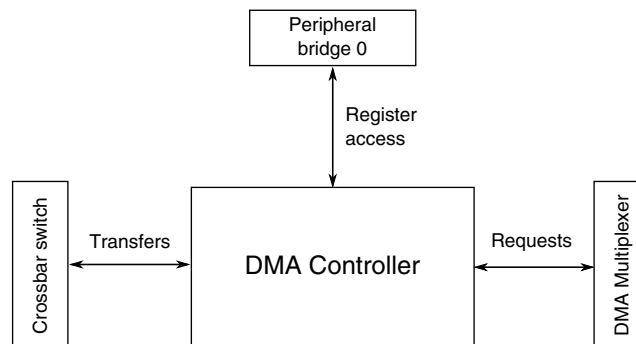 Peripheral
bridge 0
Register
access
Crossbar switch
Transfers
DMA Controller
Requests
DMA Multiplexer